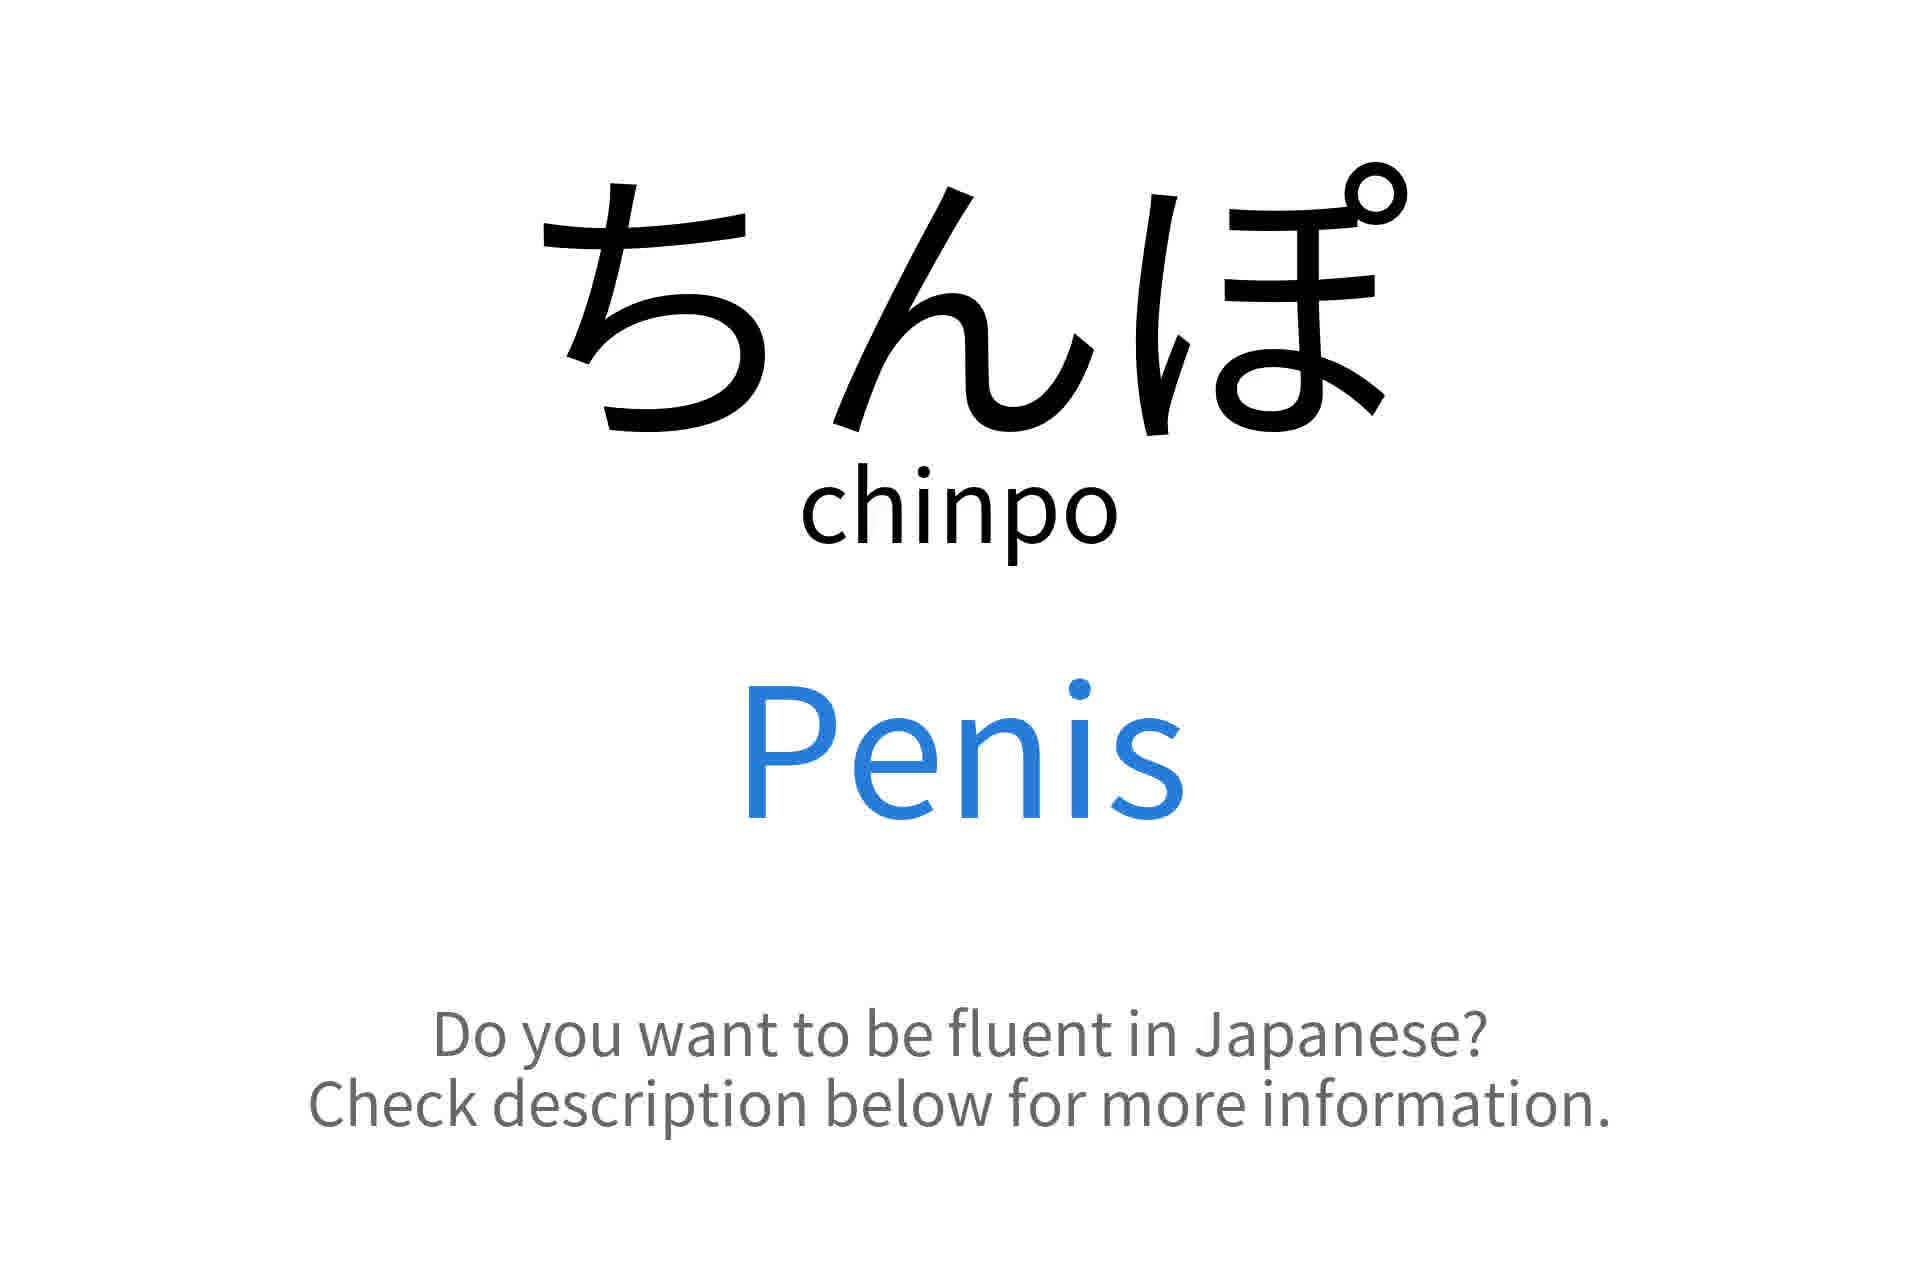 ちんぽ
chinpo
Penis
Do you want to be fluent in Japanese?
Check description below for more information.